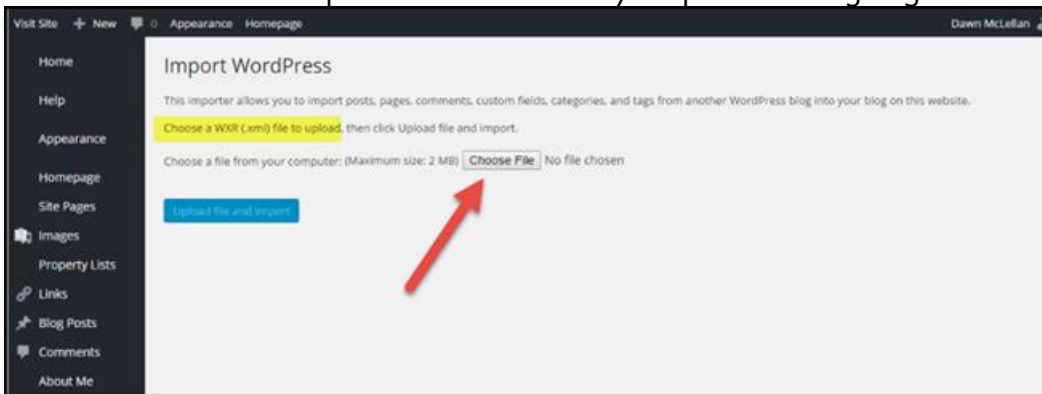 Visit Site + New 0 Appearance Homepage Dawn McLellan
Home
Help
Appearance
Homepage
Site Pages
Images
Property Lists
Links
Blog Posts
Comments
About Me
Import WordPress
This importer allows you to import posts, pages, comments, custom fields, categories, and tags from another WordPress blog into your blog on this website.
Choose a WXR (.xml) file to upload, then click Upload file and import.
Choose a file from your computer: (Maximum size: 2 MB) Choose File No file chosen
Upload file and import